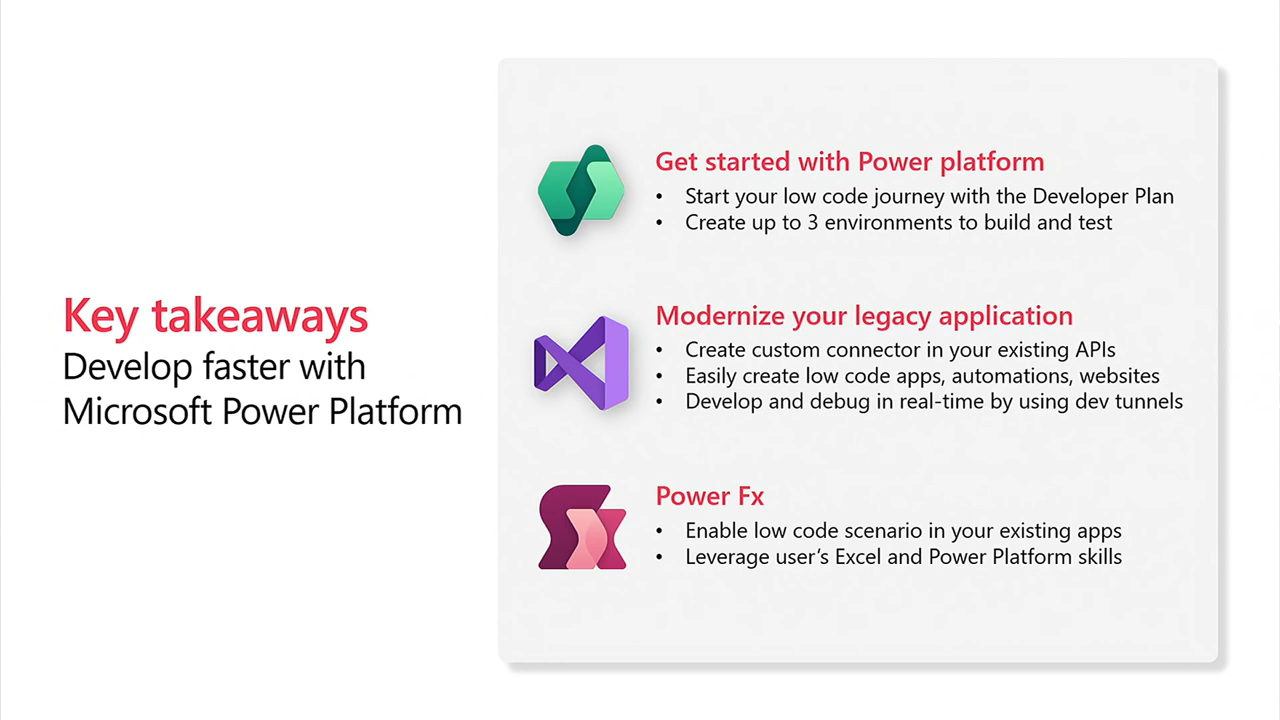 Key takeaways
Develop faster with
Microsoft Power Platform
Get started with Power platform
• Start your low code journey with the Developer Plan
• Create up to 3 environments to build and test
Modernize your legacy application
• Create custom connector in your existing APIs
• Easily create low code apps, automations, websites
• Develop and debug in real-time by using dev tunnels
Power Fx
• Enable low code scenario in your existing apps
• Leverage user‘s Excel and Power Platform skills